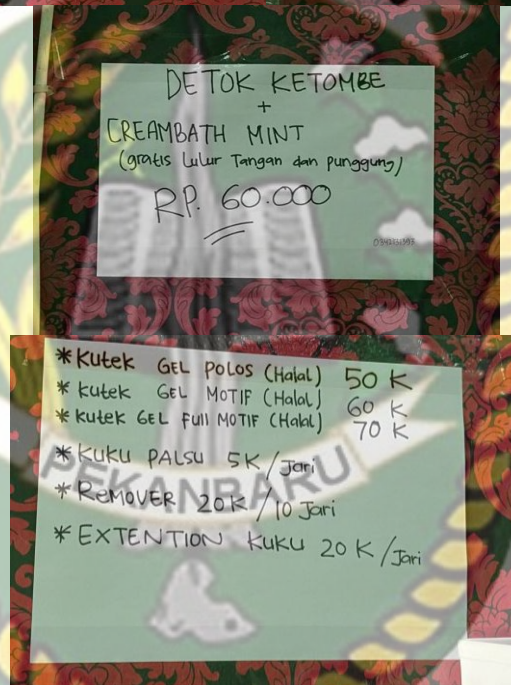 DETOK KETOMBE
+
CREAMBATH MINT
(gratis Lulur Tangan dan punggung)
RP. 60.000
*Kutek GEL POLOS (Halal) 50 K
*kutek GEL MOTIF (Halal) 60 K
*kutek GEL Full MOTIF (Halal) 70 K
*KUKU PALSU 5K/Jari
PEKANBARU
*ReMOVER 20K/10 Jari
*EXTENTION KUKU 20 K/Jari